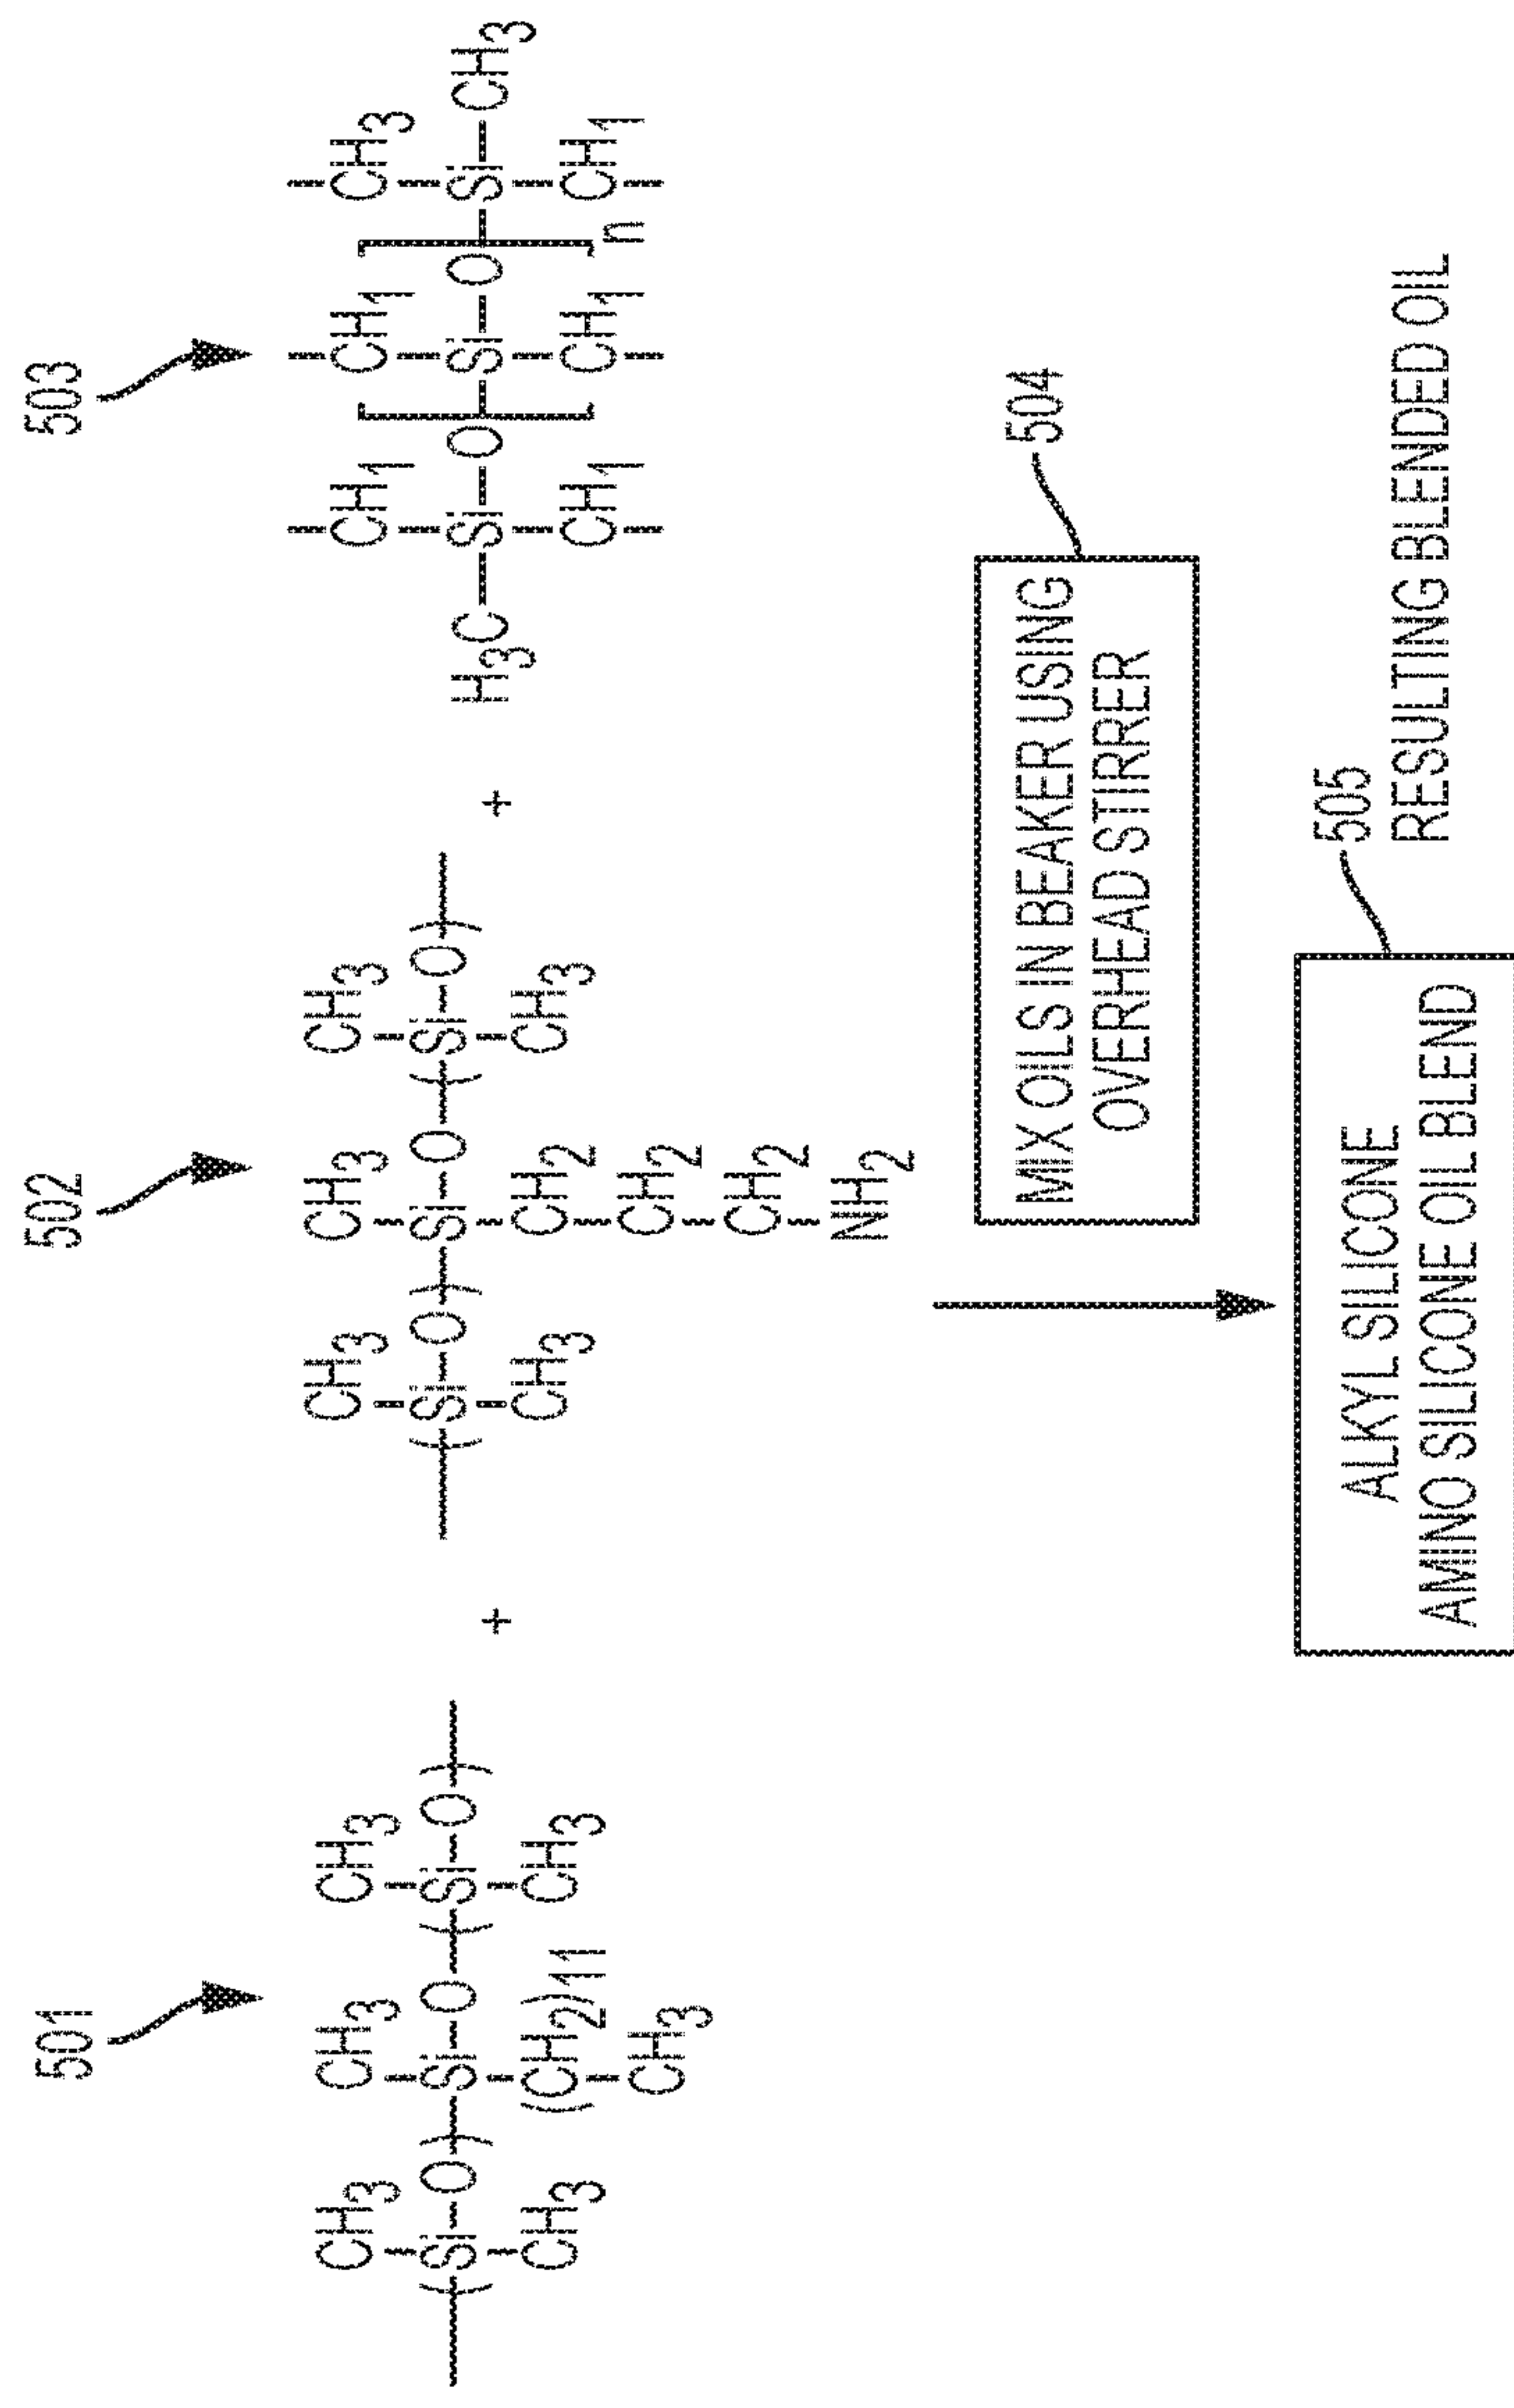 501
CH3 CH3 CH3
(Si-O) Si-O (Si-O)
CH3 (CH2)11 CH3
CH3
+
502
CH3 CH3 CH3
(Si-O) Si-O (Si-O)
CH3 CH2 CH3
CH2
CH2
NH2
+
503
CH1 CH1 CH3
H3C-Si-O [Si-O] Si-CH3
CH1 CH1 n CH1
504
MIX OILS IN BEAKER USING
OVERHEAD STIRRER
505
ALKYL SILICONE
AMINO SILICONE OIL BLEND
RESULTING BLENDED OIL